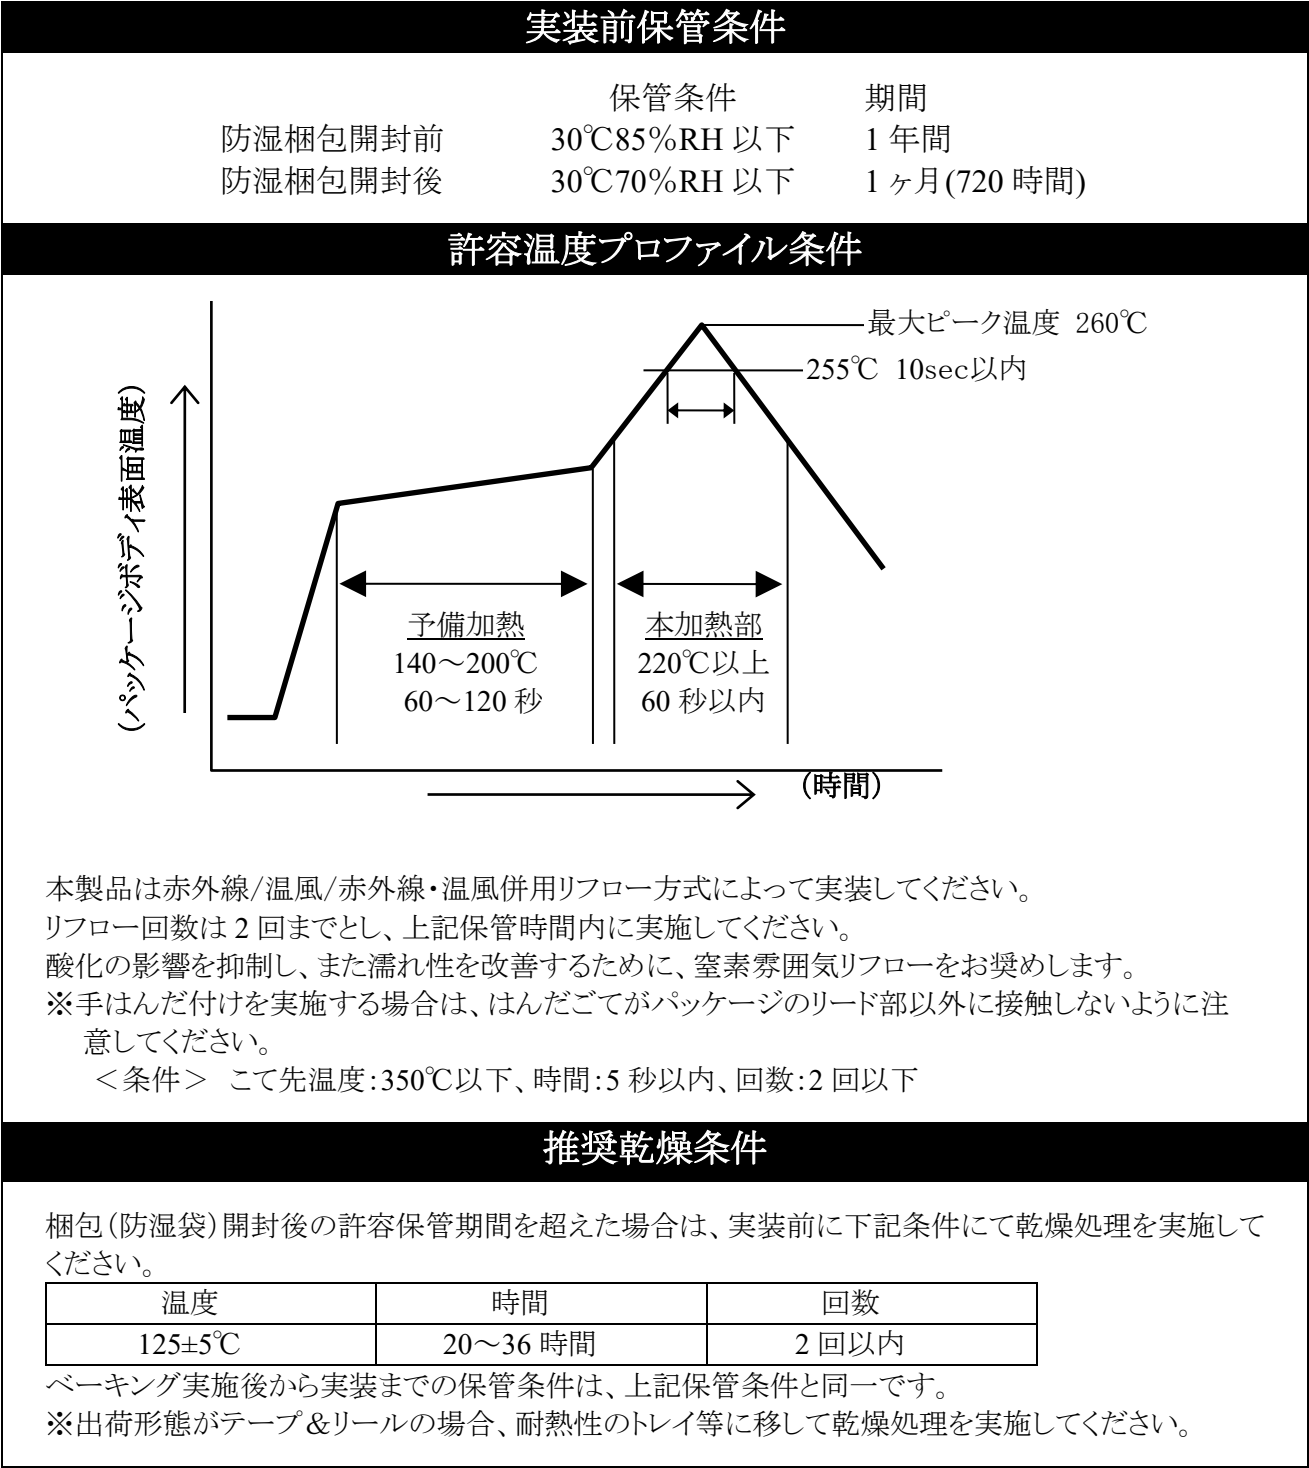 実装前保管条件
保管条件 期間
防湿梱包開封前 30℃85%RH 以下 1 年間
防湿梱包開封後 30℃70%RH 以下 1 ヶ月(720 時間)
許容温度プロファイル条件
最大ピーク温度 260℃
255℃ 10sec以内
(パッケージボディ表面温度)
予備加熱
140～200℃
60～120 秒
本加熱部
220℃以上
60 秒以内
(時間)
本製品は赤外線/温風/赤外線・温風併用リフロー方式によって実装してください。
リフロー回数は 2 回までとし、上記保管時間内に実施してください。
酸化の影響を抑制し、また濡れ性を改善するために、窒素雰囲気リフローをお奨めします。
※手はんだ付けを実施する場合は、はんだごてがパッケージのリード部以外に接触しないように注
意してください。
＜条件＞ こて先温度：350℃以下、時間：5 秒以内、回数：2 回以下
推奨乾燥条件
梱包（防湿袋）開封後の許容保管期間を超えた場合は、実装前に下記条件にて乾燥処理を実施して
ください。
温度 時間 回数
125±5℃ 20～36 時間 2 回以内
ベーキング実施後から実装までの保管条件は、上記保管条件と同一です。
※出荷形態がテープ＆リールの場合、耐熱性のトレイ等に移して乾燥処理を実施してください。